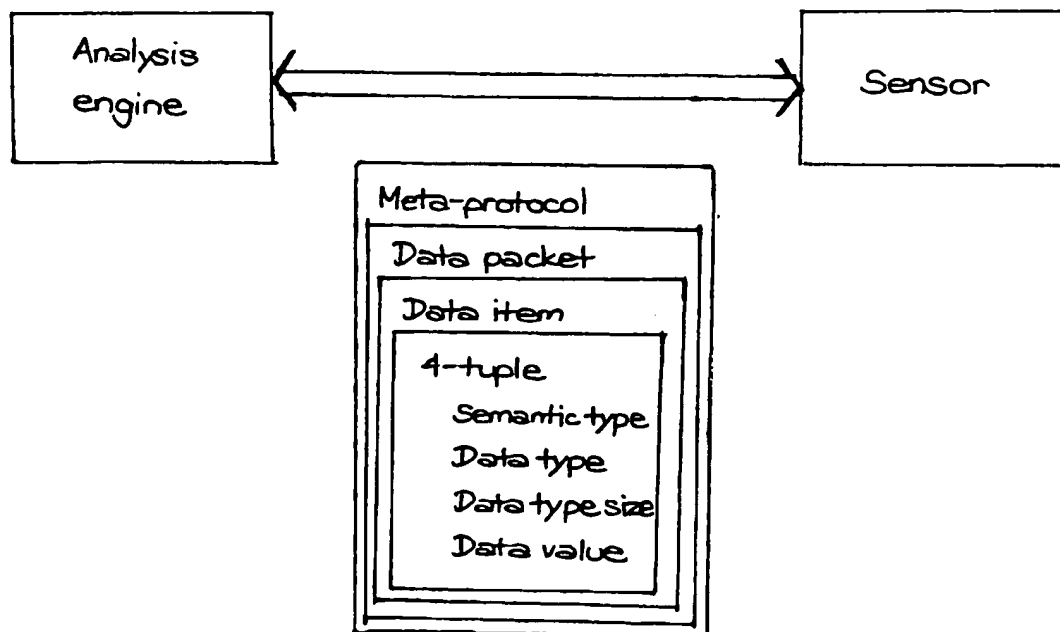 Analysis
engine
Sensor
Meta-protocol
Data packet
Data item
4-tuple
Semantic type
Data type
Data type size
Data value